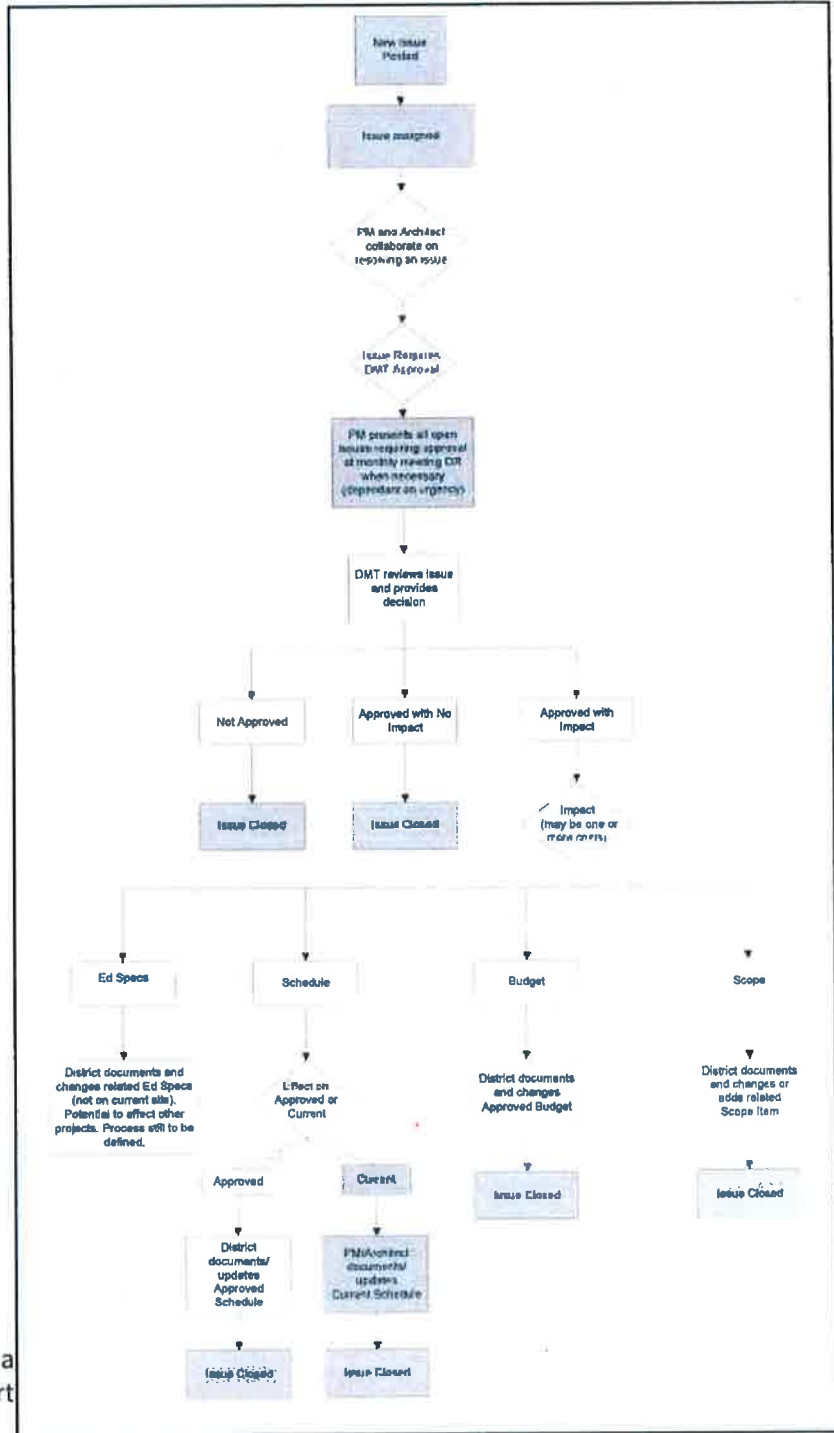 New Issue
Posted
Issue assigned
PM and Architect
collaborate on
resolving an issue
Issue Requires
DMT Approval
PM presents all open
issues requiring approval
at monthly meeting OR
when necessary
(dependant on urgency)
DMT reviews issue
and provides
decision
Not Approved
Approved with No
Impact
Approved with
Impact
Issue Closed
Issue Closed
Impact
(may be one or
more
Ed Specs
Schedule
Budget
Scope
District documents and
changes related Ed Specs
(not on current site).
Potential to affect other
projects. Process still to be
defined.
Effect on
Approved or
Current
District documents
and changes
Approved Budget
District documents
and changes or
adds related
Scope Item
Approved
Current
Issue Closed
Issue Closed
District
documents/
updates
Approved
Schedule
PM/Architect
documents/
updates
Current Schedule
Issue Closed
Issue Closed
a
rt